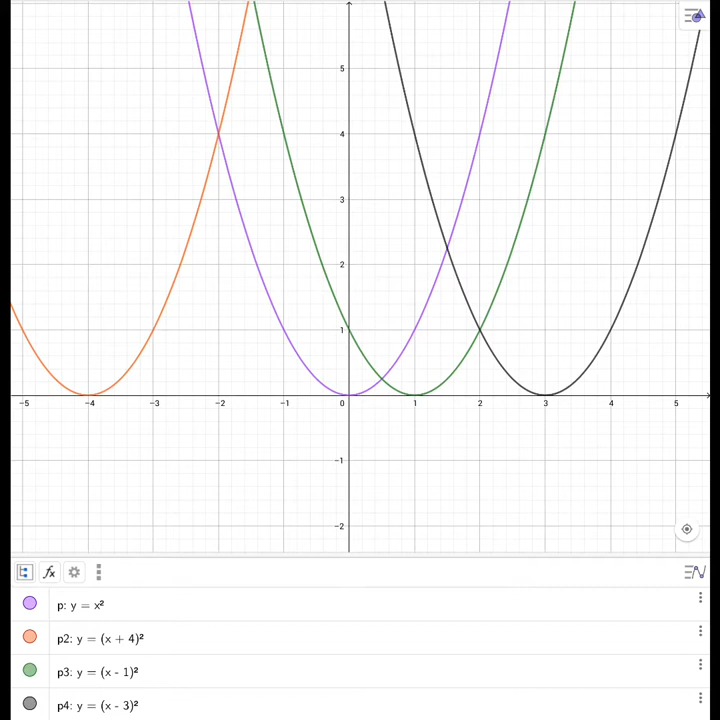 5
4
3
2
1
−5 −4 −3 −2 −1 0 1 2 3 4 5
−1
−2
fx
p: y = x²
p2: y = (x + 4)²
p3: y = (x - 1)²
p4: y = (x - 3)²